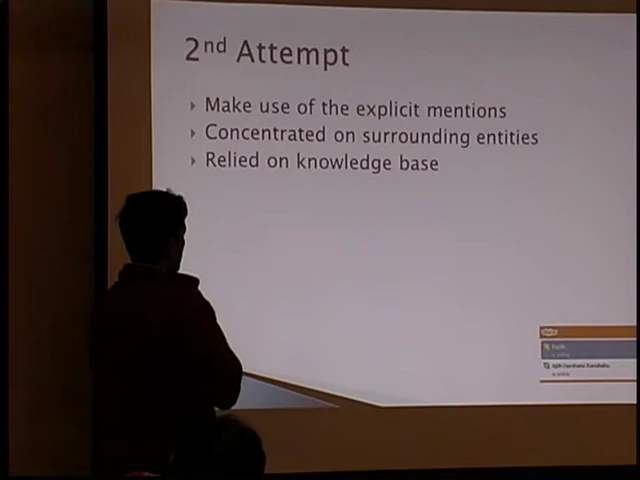 2nd Attempt
Make use of the explicit mentions
Concentrated on surrounding entities
Relied on knowledge base